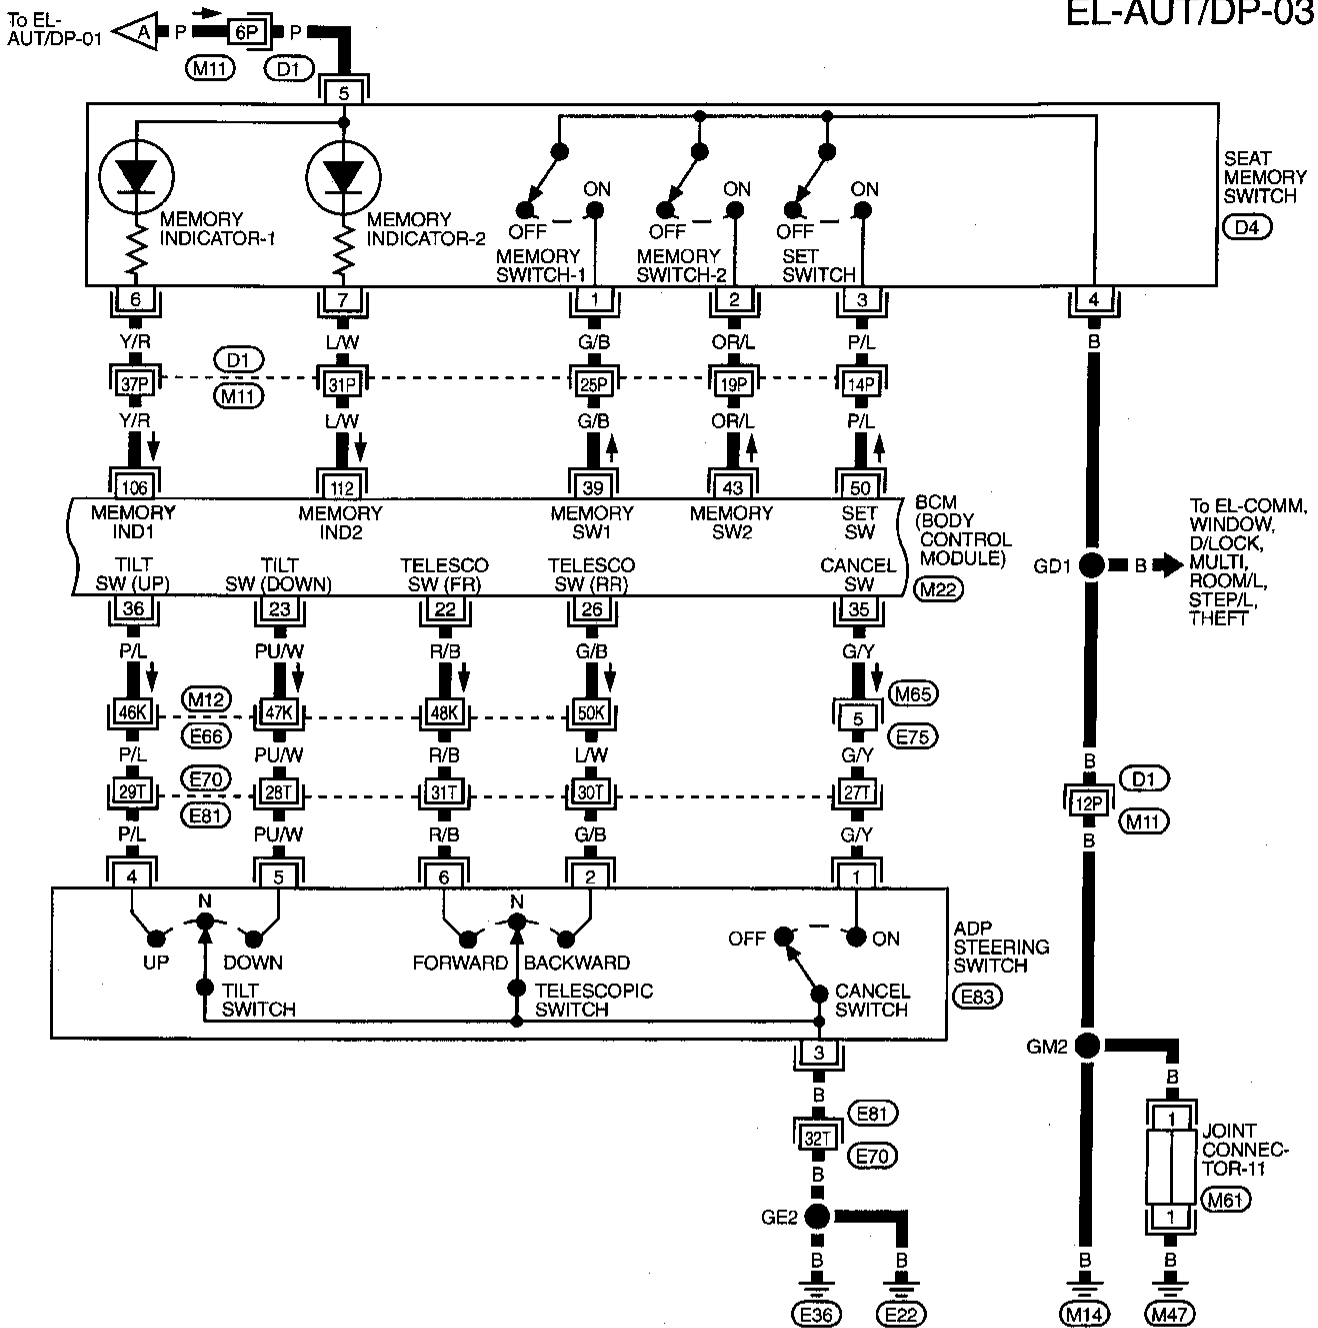 EL-AUT/DP-03
To EL-
AUT/DP-01
A P 6P P
M11 D1
5
MEMORY
INDICATOR-1
MEMORY
INDICATOR-2
ON ON ON
OFF OFF OFF
MEMORY
SWITCH-1
MEMORY
SWITCH-2
SET
SWITCH
SEAT
MEMORY
SWITCH
D4
6 7 1 2 3 4
Y/R L/W G/B OR/L P/L B
D1
37P 31P 25P 19P 14P
M11
Y/R L/W G/B OR/L P/L
106 112 39 43 50
MEMORY
IND1
MEMORY
IND2
MEMORY
SW1
MEMORY
SW2
SET
SW
BCM
(BODY
CONTROL
MODULE)
M22
TILT
SW (UP)
TILT
SW (DOWN)
TELESCO
SW (FR)
TELESCO
SW (RR)
CANCEL
SW
GD1 B
To EL-COMM,
WINDOW,
D/LOCK,
MULTI,
ROOM/L,
STEP/L,
THEFT
36 23 22 26 35
P/L PU/W R/B G/B G/Y
M12 M65
46K 47K 48K 50K 5
E66 E75
P/L PU/W R/B L/W G/Y B
E70 D1
29T 28T 31T 30T 27T 12P
E81 M11
P/L PU/W R/B G/B G/Y B
4 5 6 2 1
N N
UP DOWN FORWARD BACKWARD OFF ON
TILT
SWITCH
TELESCOPIC
SWITCH
CANCEL
SWITCH
ADP
STEERING
SWITCH
E83
3
B
E81
32T
E70
B
GE2
B B
E36 E22
GM2
B
1
JOINT
CONNEC-
TOR-11
M61
1
B B
M14 M47